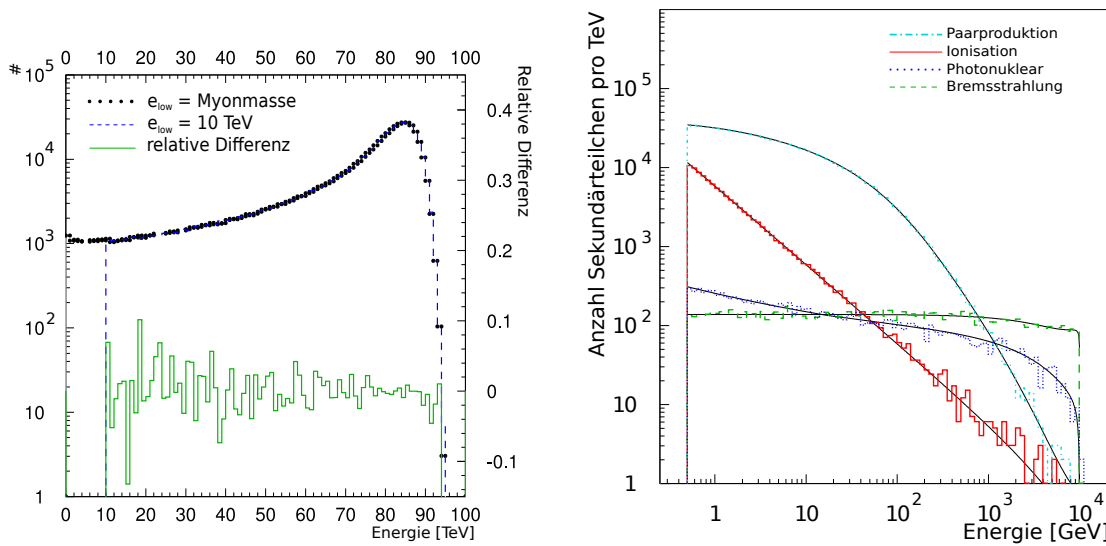 0 10 20 30 40 50 60 70 80 90 100
#
10^5
10^4
10^3
10^2
10
1
e_low = Myonmasse
e_low = 10 TeV
relative Differenz
0.4
0.3
0.2
0.1
0
-0.1
Relative Differenz
0 10 20 30 40 50 60 70 80 90 100
Energie [TeV]
Anzahl Sekundärteilchen pro TeV
10^5
10^4
10^3
10^2
10
1
Paarproduktion
Ionisation
Photonuklear
Bremsstrahlung
1 10 10^2 10^3 10^4
Energie [GeV]